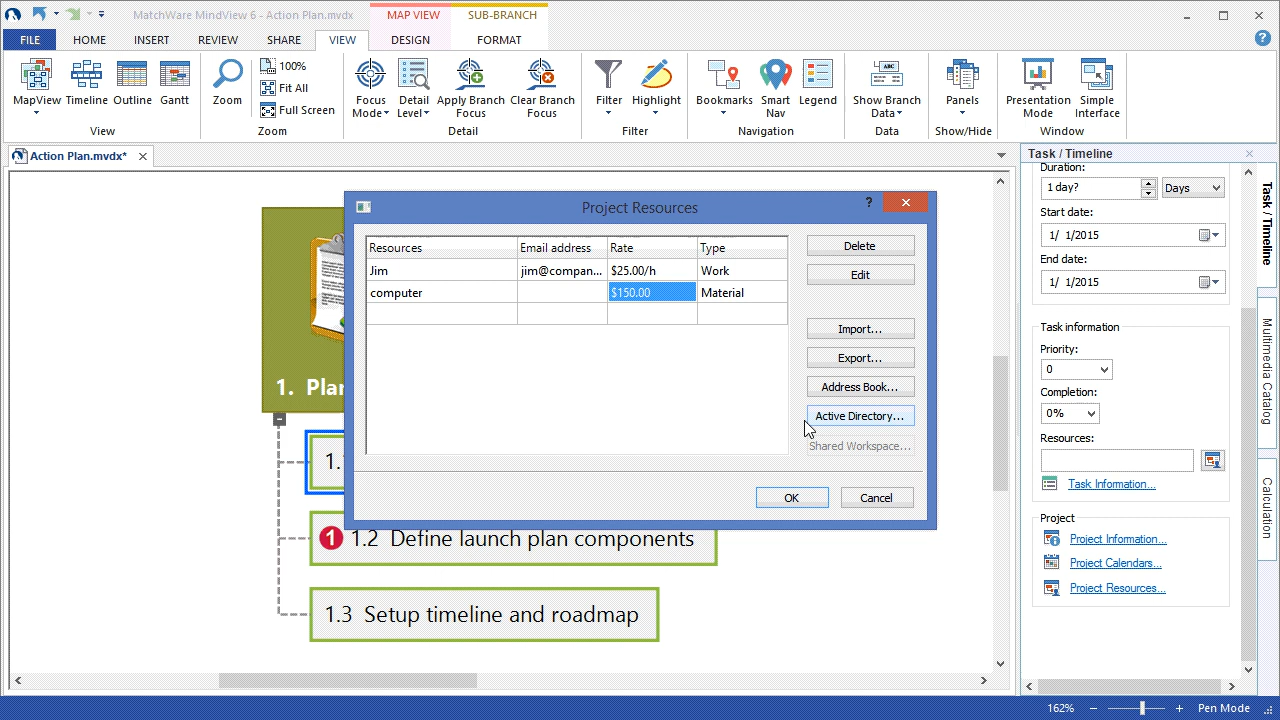 MatchWare MindView 6 - Action Plan.mvdx
MAP VIEW
SUB-BRANCH
FILE
HOME
INSERT
REVIEW
SHARE
VIEW
DESIGN
FORMAT
MapView
Timeline
Outline
Gantt
View
Zoom
100%
Fit All
Full Screen
Zoom
Focus Mode
Detail Level
Apply Branch Focus
Clear Branch Focus
Detail
Filter
Highlight
Filter
Bookmarks
Smart Nav
Legend
Navigation
ABC
Show Branch Data
Data
Panels
Show/Hide
Presentation Mode
Simple Interface
Window
Action Plan.mvdx*
1. Plan
1.
1 1.2 Define launch plan components
1.3 Setup timeline and roadmap
Project Resources
?
Resources Email address Rate Type
Jim jim@compan... $25.00/h Work
computer $150.00 Material
Delete
Edit
Import...
Export...
Address Book...
Active Directory...
Shared Workspace...
OK
Cancel
Task / Timeline
Duration:
1 day? Days
Start date:
1/ 1/2015
End date:
1/ 1/2015
Task information
Priority:
0
Completion:
0%
Resources:
Task Information...
Project
Project Information...
Project Calendars...
Project Resources...
Task / Timeline
Multimedia Catalog
Calculation
162%
Pen Mode